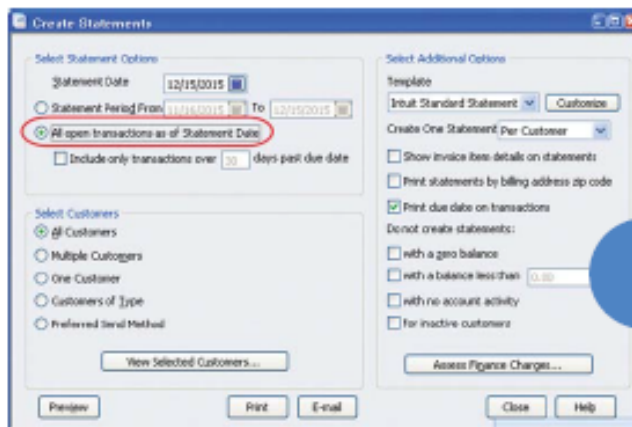 Create Statements
Select Statement Options
Statement Date 12/15/2015
Statement Period From 11/16/2015 To 12/15/2015
All open transactions as of Statement Date
Include only transactions over 30 days past due date
Select Customers
All Customers
Multiple Customers
One Customer
Customers of Type
Preferred Send Method
View Selected Customers...
Preview Print E-mail
Select Additional Options
Template
Intuit Standard Statement Customize
Create One Statement Per Customer
Show invoice item details on statements
Print statements by billing address zip code
Print due date on transactions
Do not create statements:
with a zero balance
with a balance less than 0.00
with no account activity
for inactive customers
Assess Finance Charges...
Close Help